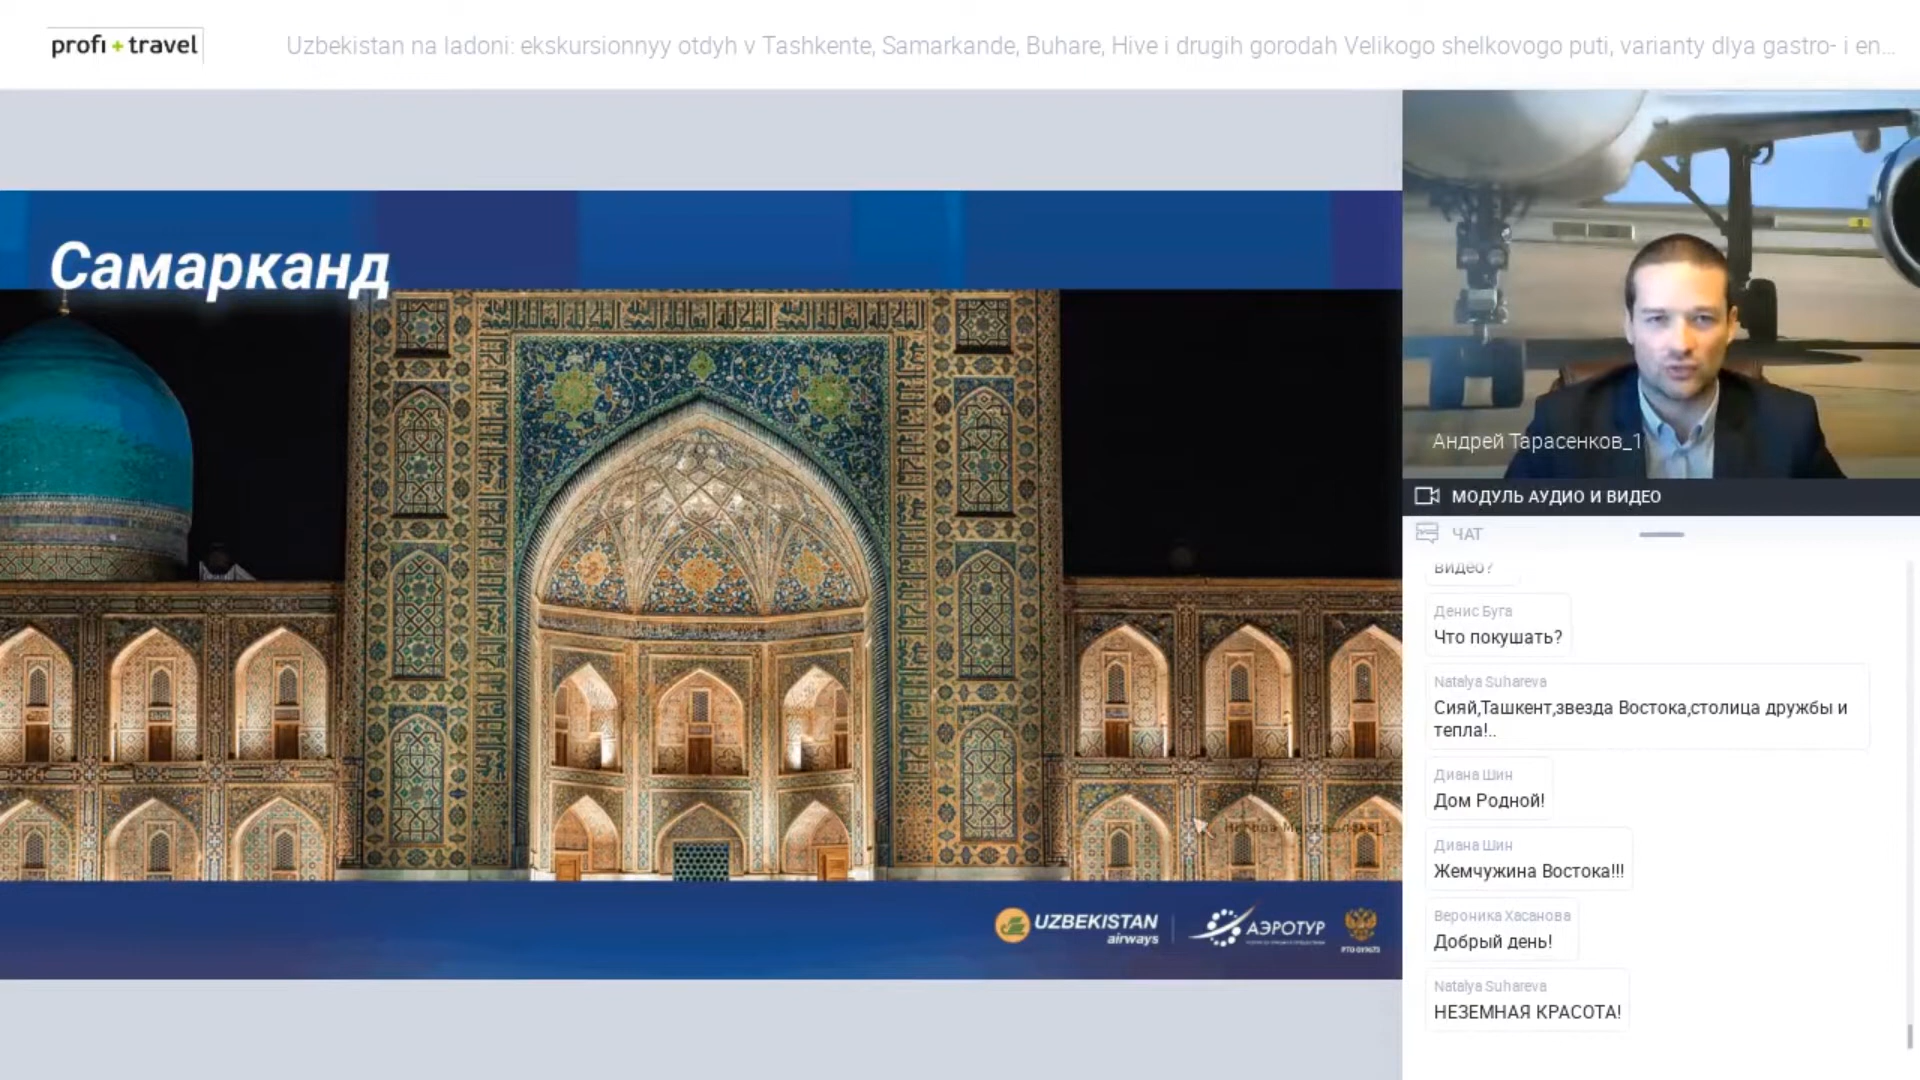 profi + travel
Uzbekistan na ladoni: ekskursionnyy otdyh v Tashkente, Samarkande, Buhare, Hive i drugih gorodah Velikogo shelkovogo puti, varianty dlya gastro- i en...
Самарканд
UZBEKISTAN
airways
АЭРОТУР
Андрей Тарасенков_1
МОДУЛЬ АУДИО И ВИДЕО
ЧАТ
видео?
Денис Буга
Что покушать?
Natalya Suhareva
Сияй,Ташкент,звезда Востока,столица дружбы и
тепла!..
Диана Шин
Дом Родной!
Диана Шин
Жемчужина Востока!!!
Вероника Хасанова
Добрый день!
Natalya Suhareva
НЕЗЕМНАЯ КРАСОТА!